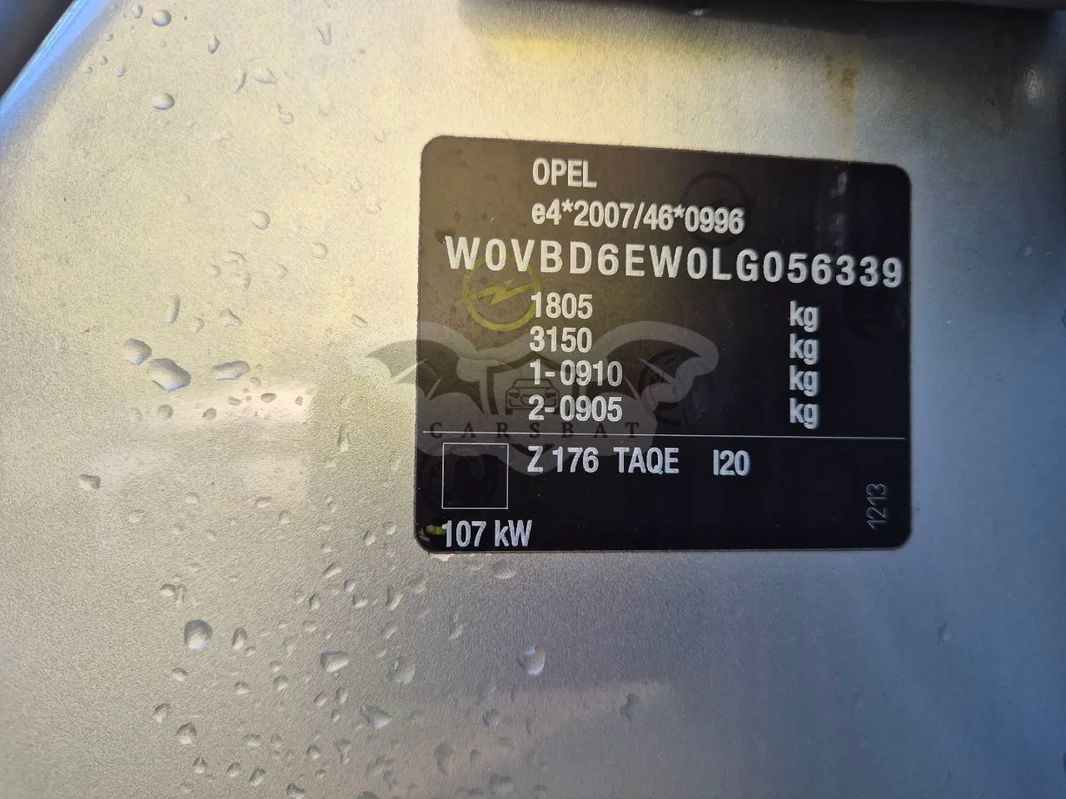 OPEL
e4*2007/46*0996
W0VBD6EW0LG056339
1805 kg
3150 kg
1-0910 kg
2-0905 kg
CARSBAT
Z 176 TAQE I20
107 kW
1213